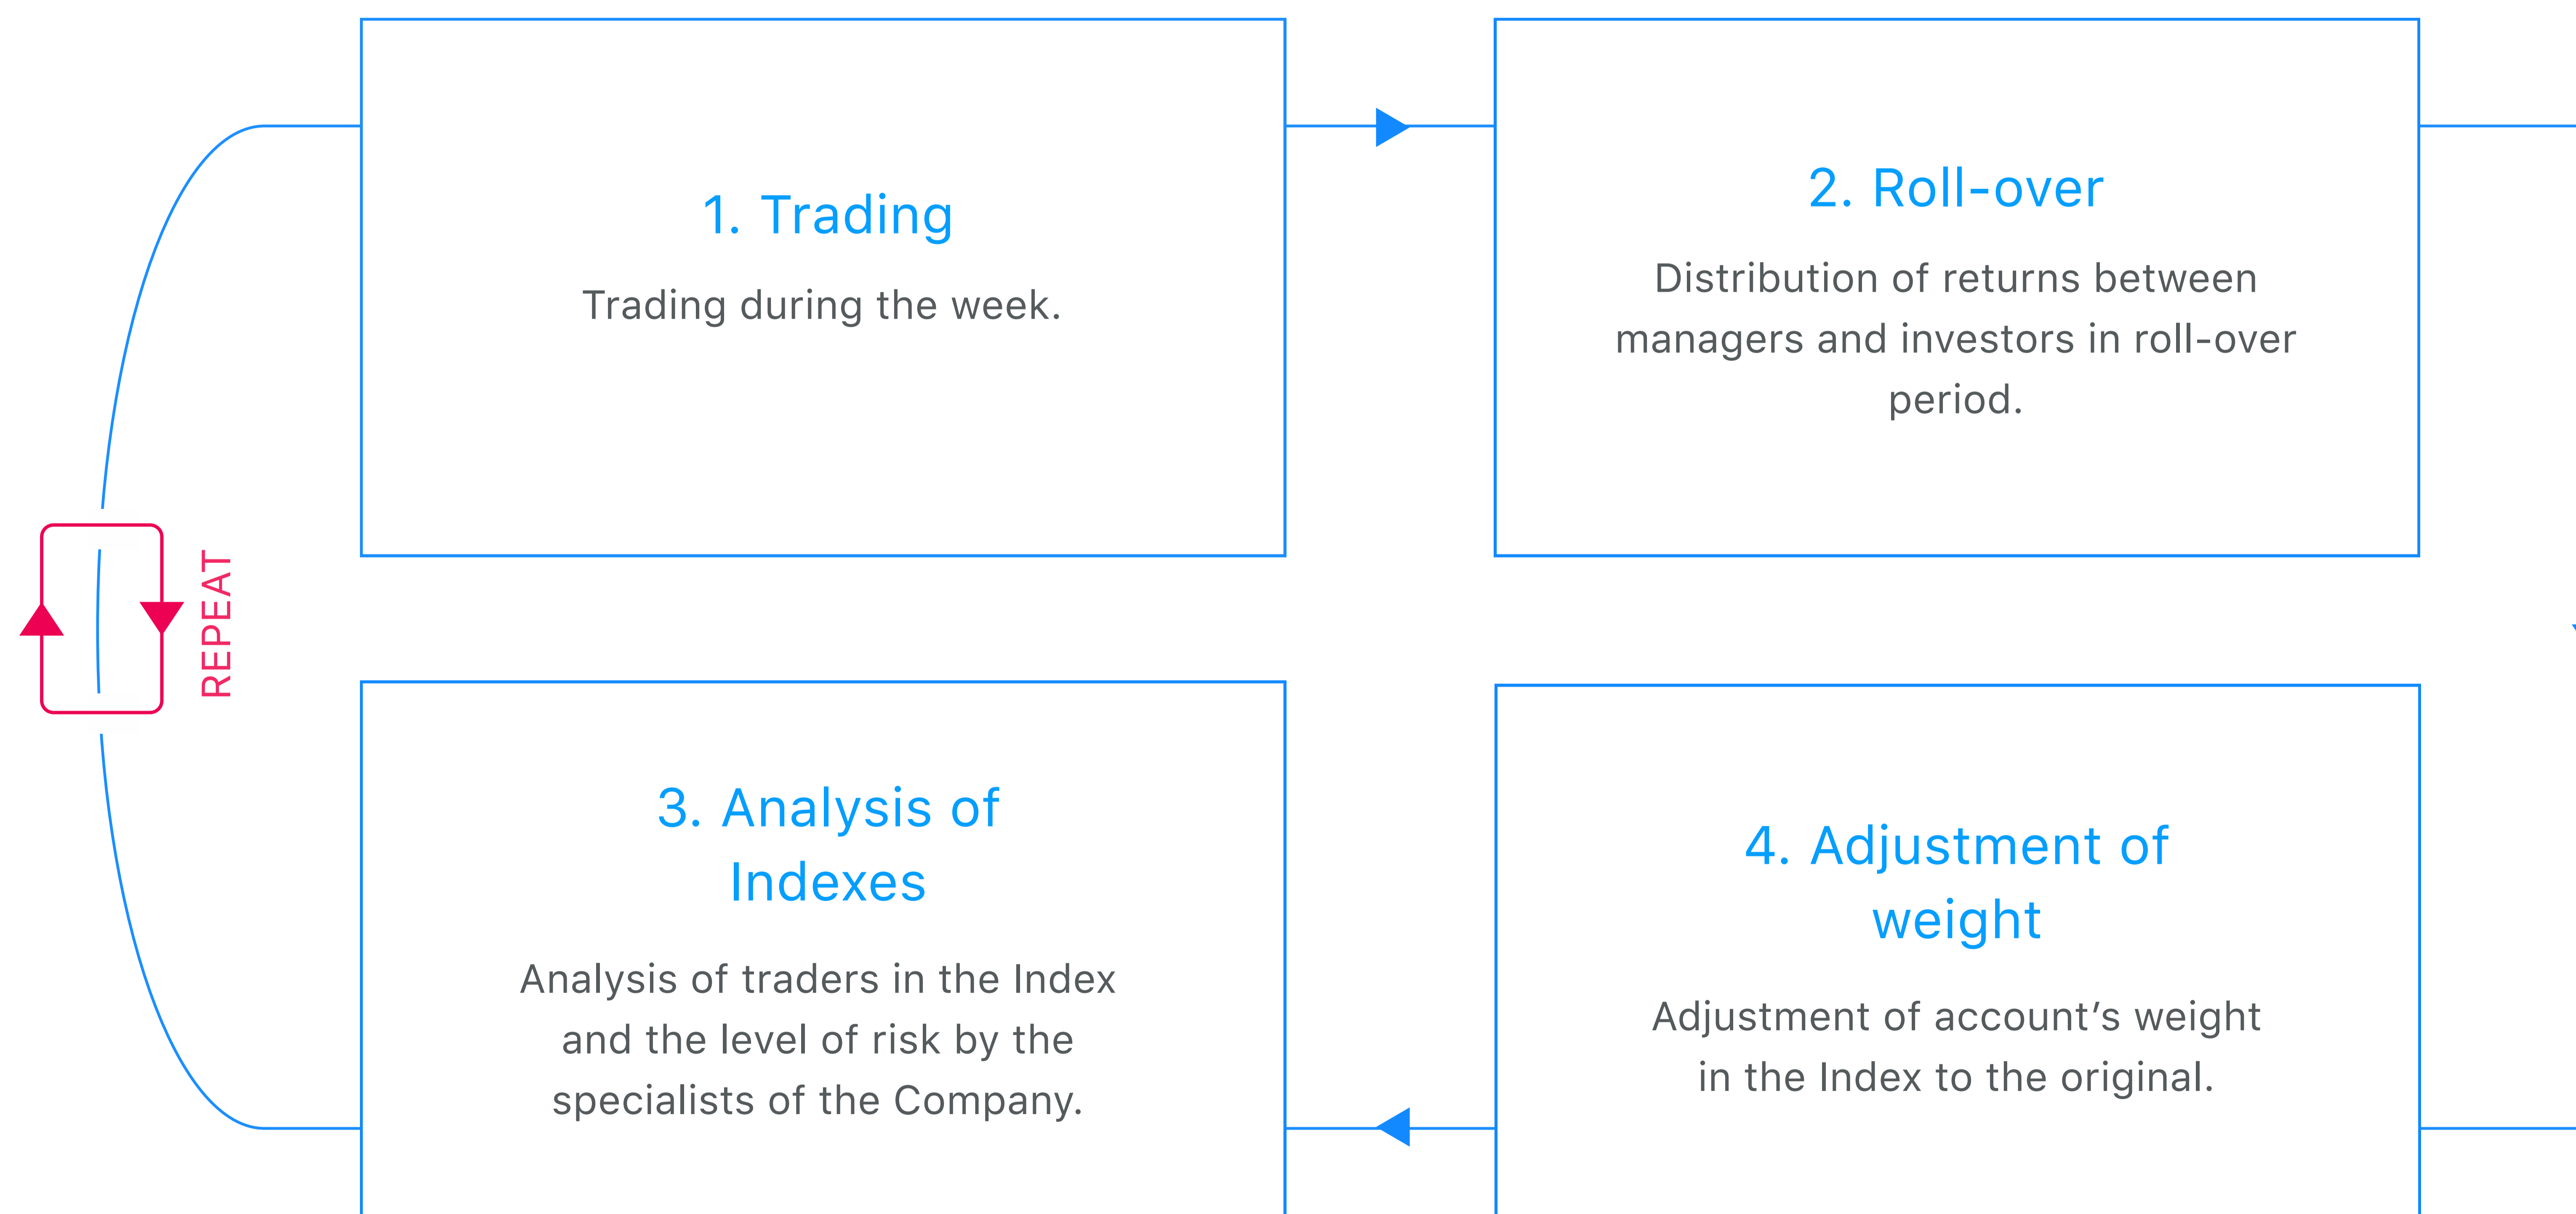 1. Trading
Trading during the week.
2. Roll-over
Distribution of returns between
managers and investors in roll-over
period.
REPEAT
3. Analysis of
Indexes
Analysis of traders in the Index
and the level of risk by the
specialists of the Company.
4. Adjustment of
weight
Adjustment of account’s weight
in the Index to the original.